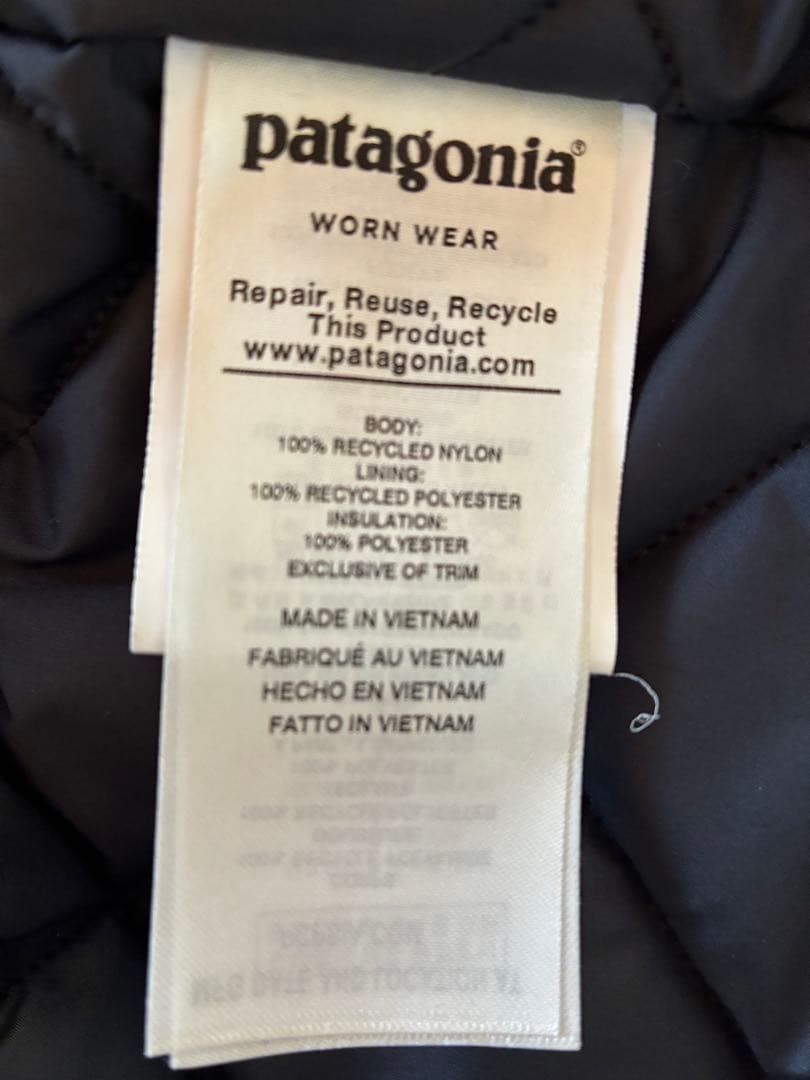 patagonia®
WORN WEAR
Repair, Reuse, Recycle
This Product
www.patagonia.com
BODY:
100% RECYCLED NYLON
LINING:
100% RECYCLED POLYESTER
INSULATION:
100% POLYESTER
EXCLUSIVE OF TRIM
MADE IN VIETNAM
FABRIQUÉ AU VIETNAM
HECHO EN VIETNAM
FATTO IN VIETNAM